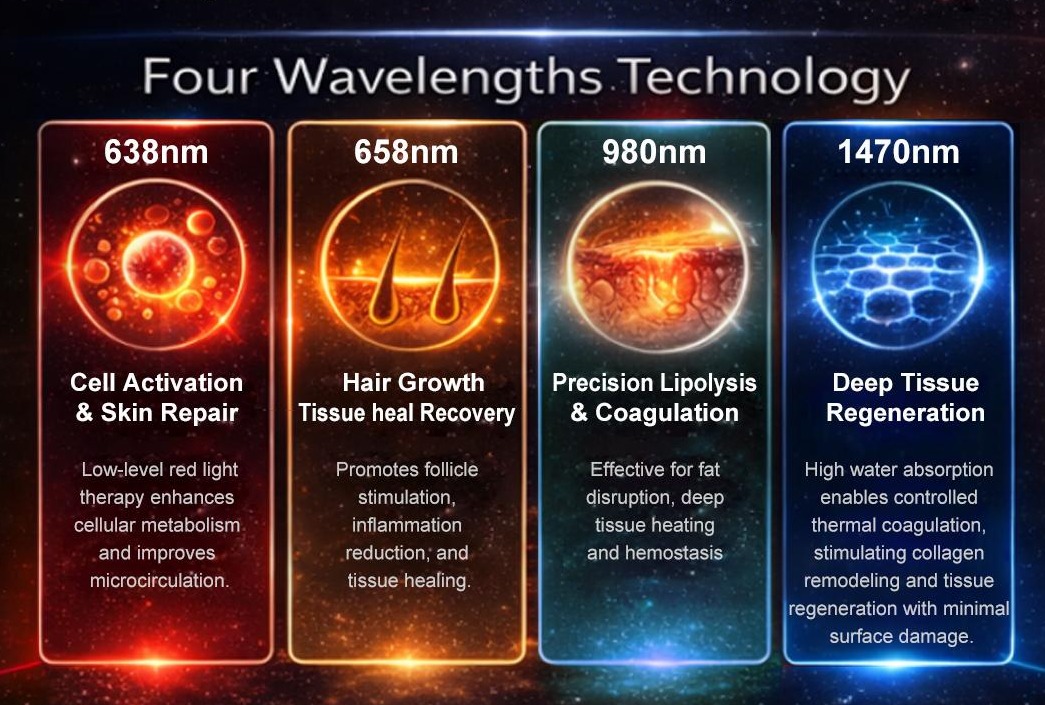 Four Wavelengths Technology
638nm
Cell Activation
& Skin Repair
Low-level red light
therapy enhances
cellular metabolism
and improves
microcirculation.
658nm
Hair Growth
Tissue heal Recovery
Promotes follicle
stimulation,
inflammation
reduction, and
tissue healing.
980nm
Precision Lipolysis
& Coagulation
Effective for fat
disruption, deep
tissue heating
and hemostasis
1470nm
Deep Tissue
Regeneration
High water absorption
enables controlled
thermal coagulation,
stimulating collagen
remodeling and tissue
regeneration with minimal
surface damage.